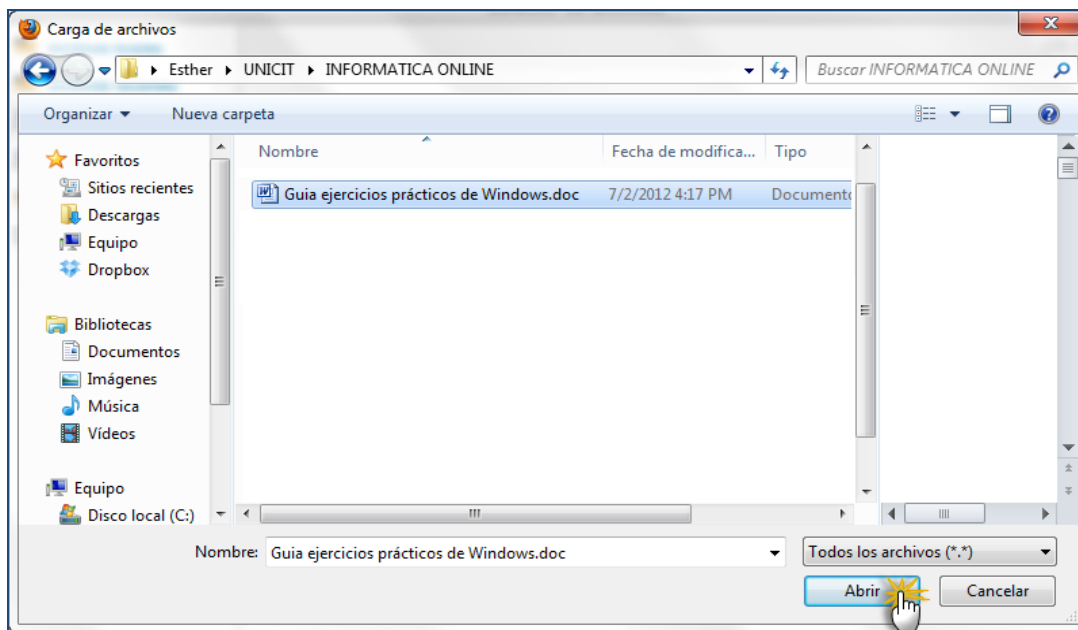 Carga de archivos
Esther UNICIT INFORMATICA ONLINE Buscar INFORMATICA ONLINE
Organizar Nueva carpeta
Nombre Fecha de modifica... Tipo
Favoritos
Sitios recientes
Descargas
Equipo
Dropbox
Bibliotecas
Documentos
Imágenes
Música
Vídeos
Equipo
Disco local (C:)
Guia ejercicios prácticos de Windows.doc 7/2/2012 4:17 PM Documento
Nombre: Guia ejercicios prácticos de Windows.doc Todos los archivos (*.*)
Abrir Cancelar